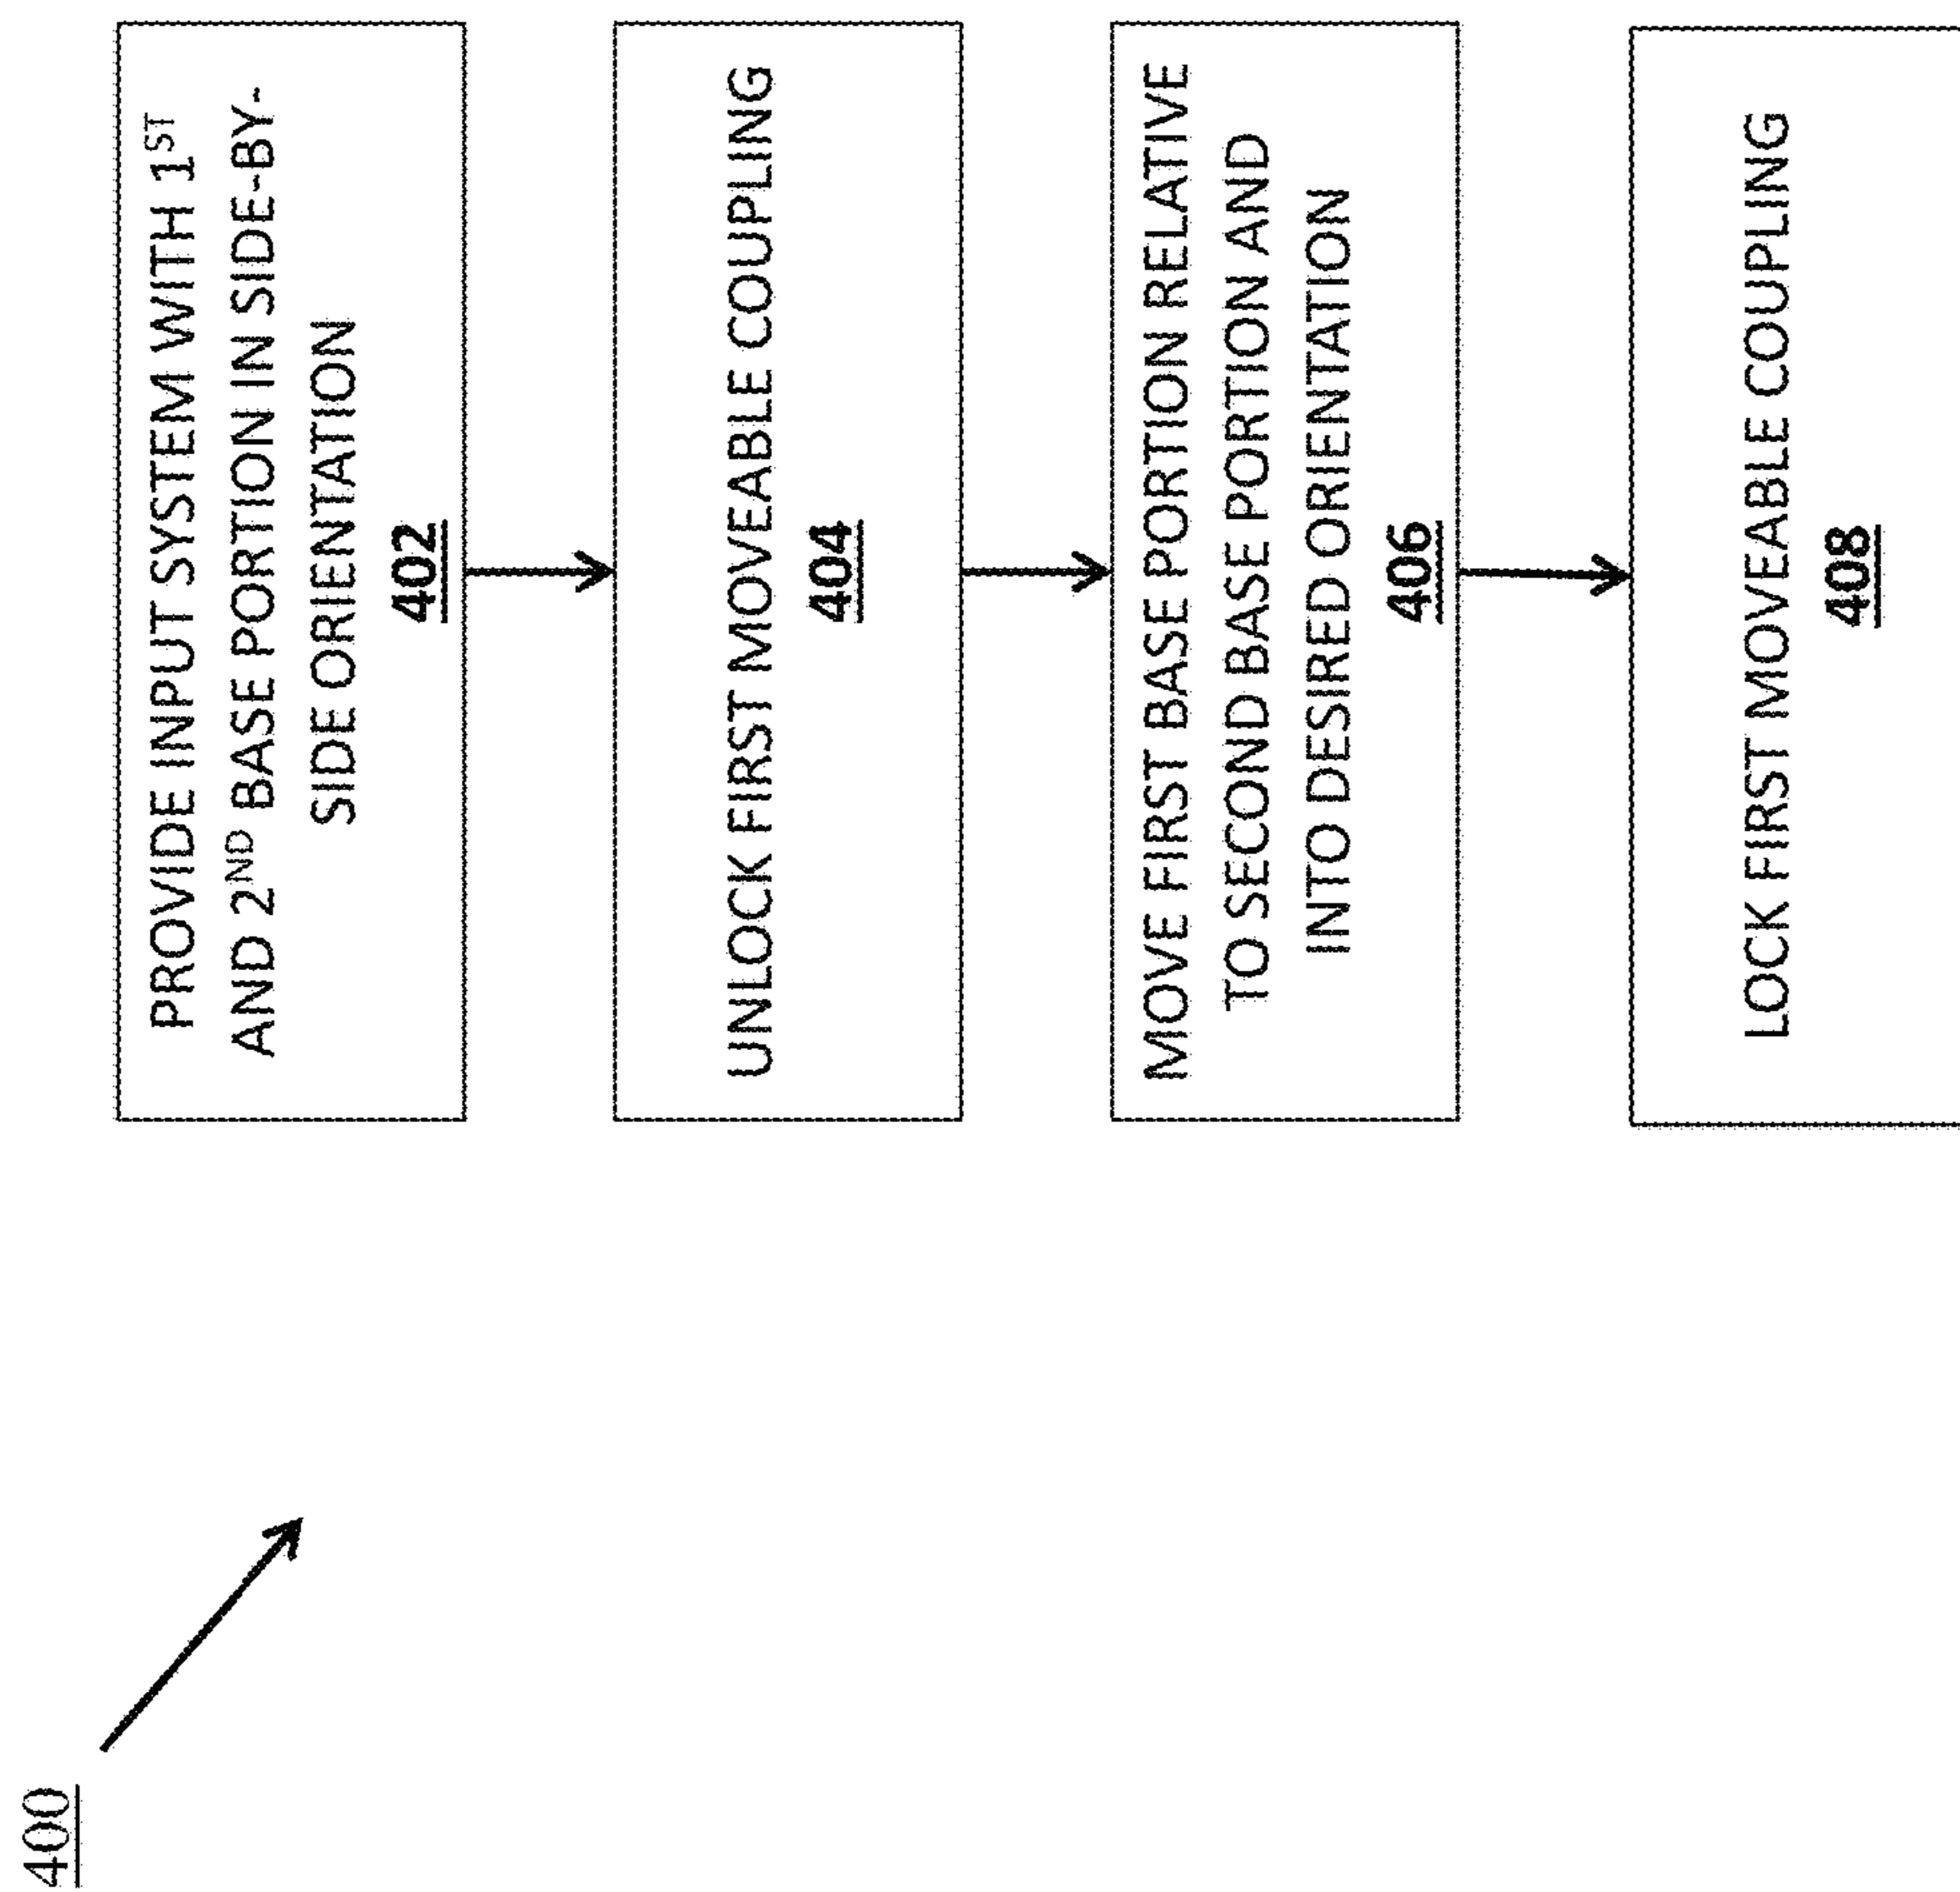 400
PROVIDE INPUT SYSTEM WITH 1ST
AND 2ND BASE PORTION IN SIDE-BY-
SIDE ORIENTATION
402
UNLOCK FIRST MOVEABLE COUPLING
404
MOVE FIRST BASE PORTION RELATIVE
TO SECOND BASE PORTION AND
INTO DESIRED ORIENTATION
406
LOCK FIRST MOVEABLE COUPLING
408